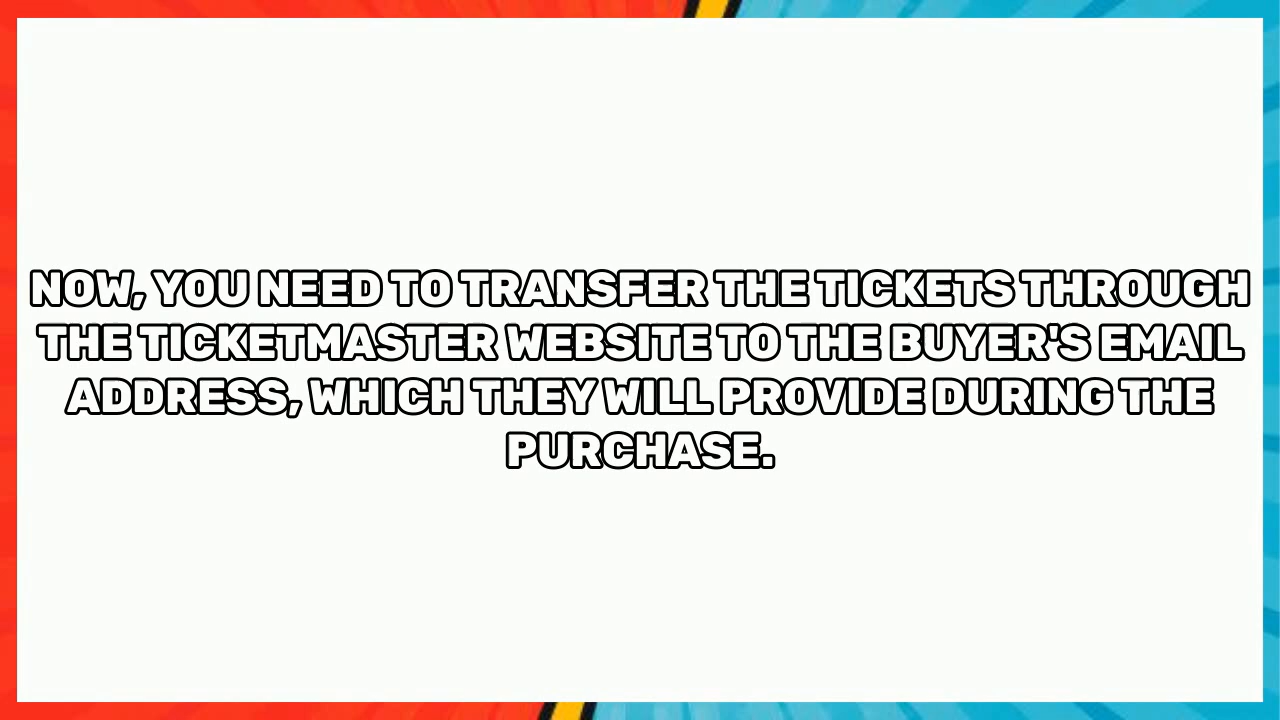 NOW, YOU NEED TO TRANSFER THE TICKETS THROUGH
THE TICKETMASTER WEBSITE TO THE BUYER'S EMAIL
ADDRESS, WHICH THEY WILL PROVIDE DURING THE
PURCHASE.